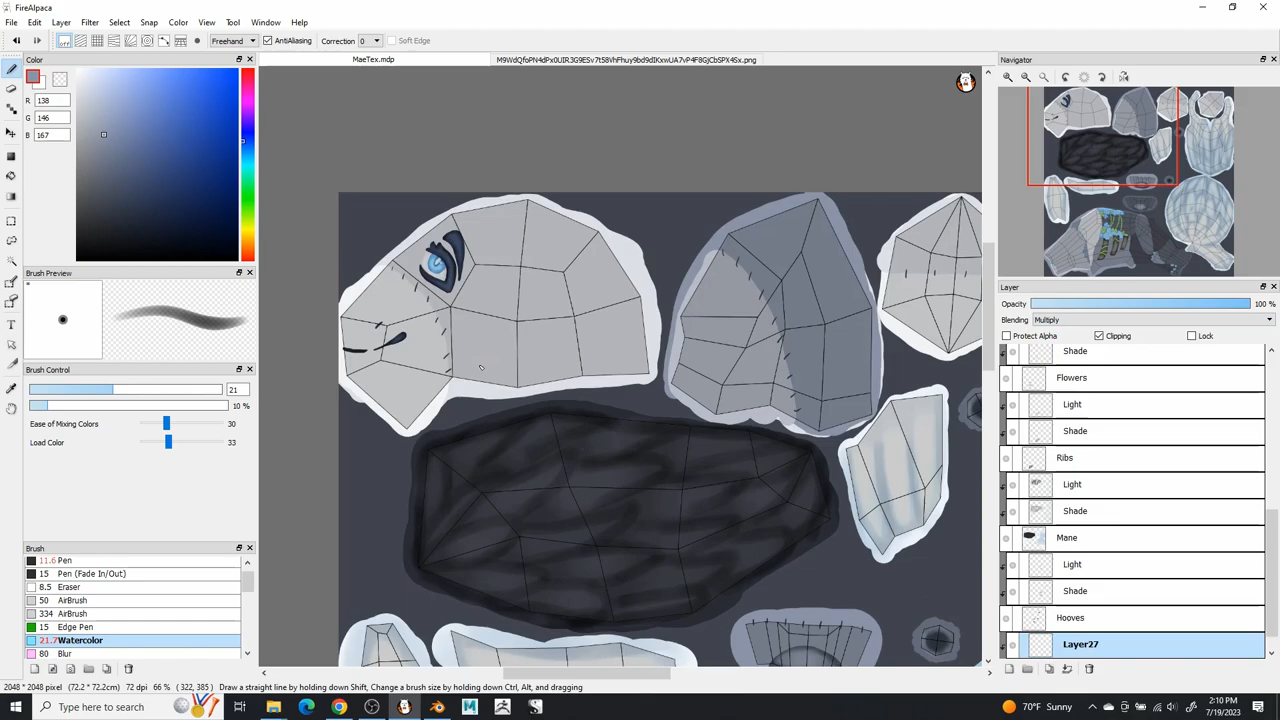 FireAlpaca
File Edit Layer Filter Select Snap Color View Tool Window Help
off Freehand AntiAliasing Correction 0 Soft Edge
Color
MaeTex.mdp
M9WdQfoPN4dPx0UIR3G9ESv7t58VhFhuy9bd9dIKxwUA7vP4F8GjCbSPX4Sx.png
Navigator
R 138
G 146
B 167
Brush Preview
Brush Control
21
10 %
Ease of Mixing Colors 30
Load Color 33
Brush
11.6 Pen
15 Pen (Fade In/Out)
8.5 Eraser
50 AirBrush
334 AirBrush
15 Edge Pen
21.7 Watercolor
80 Blur
Layer
Opacity 100 %
Blending Multiply
Protect Alpha Clipping Lock
Shade
Flowers
Light
Shade
Ribs
Light
Shade
Mane
Light
Shade
Hooves
Layer27
2048 * 2048 pixel (72.2 * 72.2cm) 72 dpi 66 % ( 322, 385 ) Draw a straight line by holding down Shift, Change a brush size by holding down Ctrl, Alt, and dragging
Type here to search
70°F Sunny
2:10 PM
7/19/2023